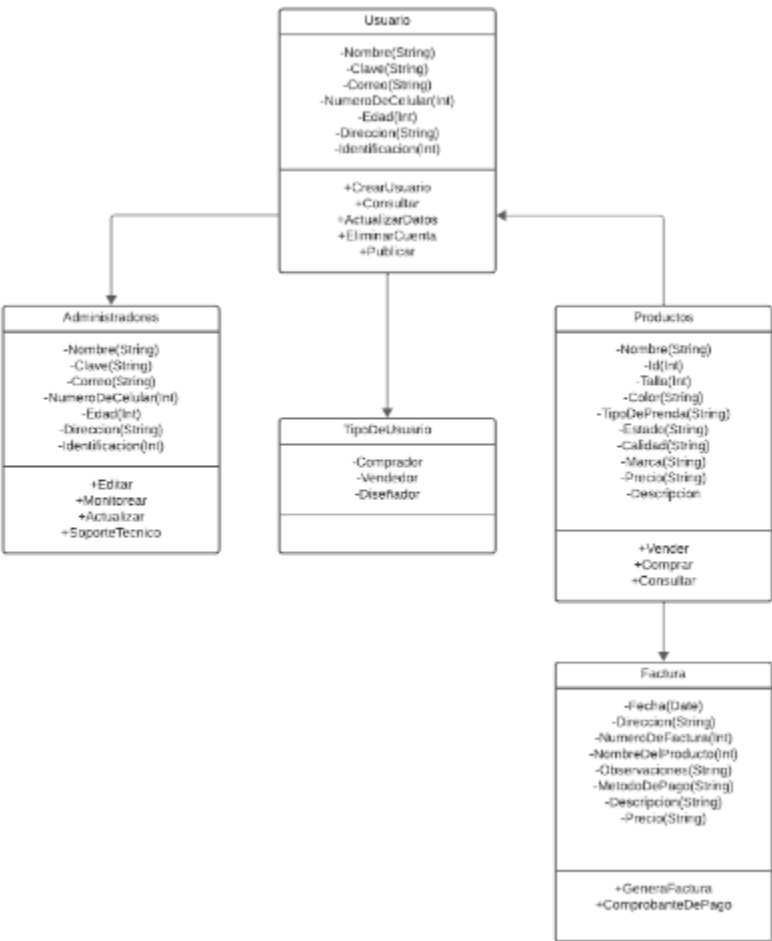 Usuario
-Nombre(String)
-Clave(String)
-Correo(String)
-NumeroDeCelular(Int)
-Edad(Int)
-Direccion(String)
-Identificacion(Int)
+CrearUsuario
+Consultar
+ActualizarDatos
+EliminarCuenta
+Publicar
Administradores
-Nombre(String)
-Clave(String)
-Correo(String)
-NumeroDeCelular(Int)
-Edad(Int)
-Direccion(String)
-Identificacion(Int)
+Editar
+Monitorear
+Actualizar
+SoporteTecnico
TipoDeUsuario
-Comprador
-Vendedor
-Diseñador
Productos
-Nombre(String)
-Id(Int)
-Talla(Int)
-Color(String)
-TipoDePrenda(String)
-Estado(String)
-Calidad(String)
-Marca(String)
-Precio(String)
-Descripcion
+Vender
+Comprar
+Consultar
Factura
-Fecha(Date)
-Direccion(String)
-NumeroDeFactura(Int)
-NombreDelProducto(Int)
-Observaciones(String)
-MetodoDePago(String)
-Descripcion(String)
-Precio(String)
+GeneraFactura
+ComprobanteDePago